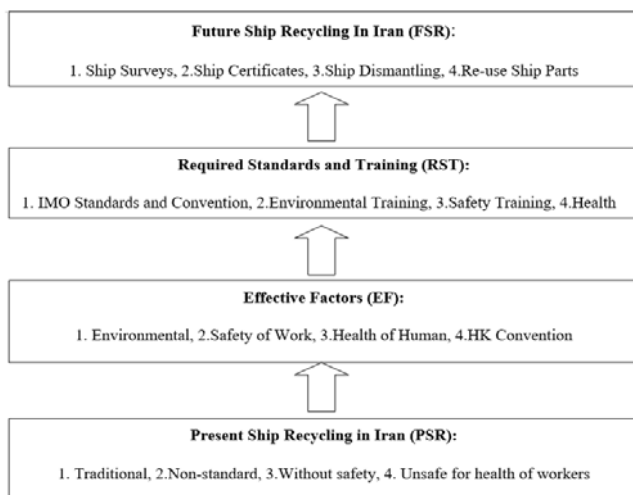 Future Ship Recycling In Iran (FSR):
1. Ship Surveys, 2.Ship Certificates, 3.Ship Dismantling, 4.Re-use Ship Parts
Required Standards and Training (RST):
1. IMO Standards and Convention, 2.Environmental Training, 3.Safety Training, 4.Health
Effective Factors (EF):
1. Environmental, 2.Safety of Work, 3.Health of Human, 4.HK Convention
Present Ship Recycling in Iran (PSR):
1. Traditional, 2.Non-standard, 3.Without safety, 4. Unsafe for health of workers